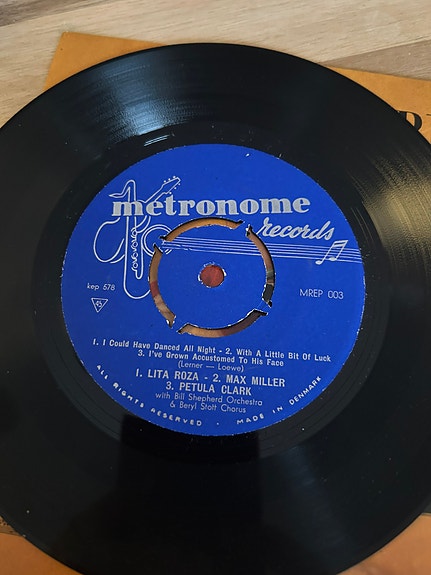 metronome
records
kep 578
MREP 003
45
1. I Could Have Danced All Night - 2. With A Little Bit Of Luck
3. I've Grown Accustomed To His Face
(Lerner — Loewe)
1. LITA ROZA - 2. MAX MILLER
3. PETULA CLARK
with Bill Shepherd Orchestra
& Beryl Stott Chorus
ALL RIGHTS RESERVED · MADE IN DENMARK